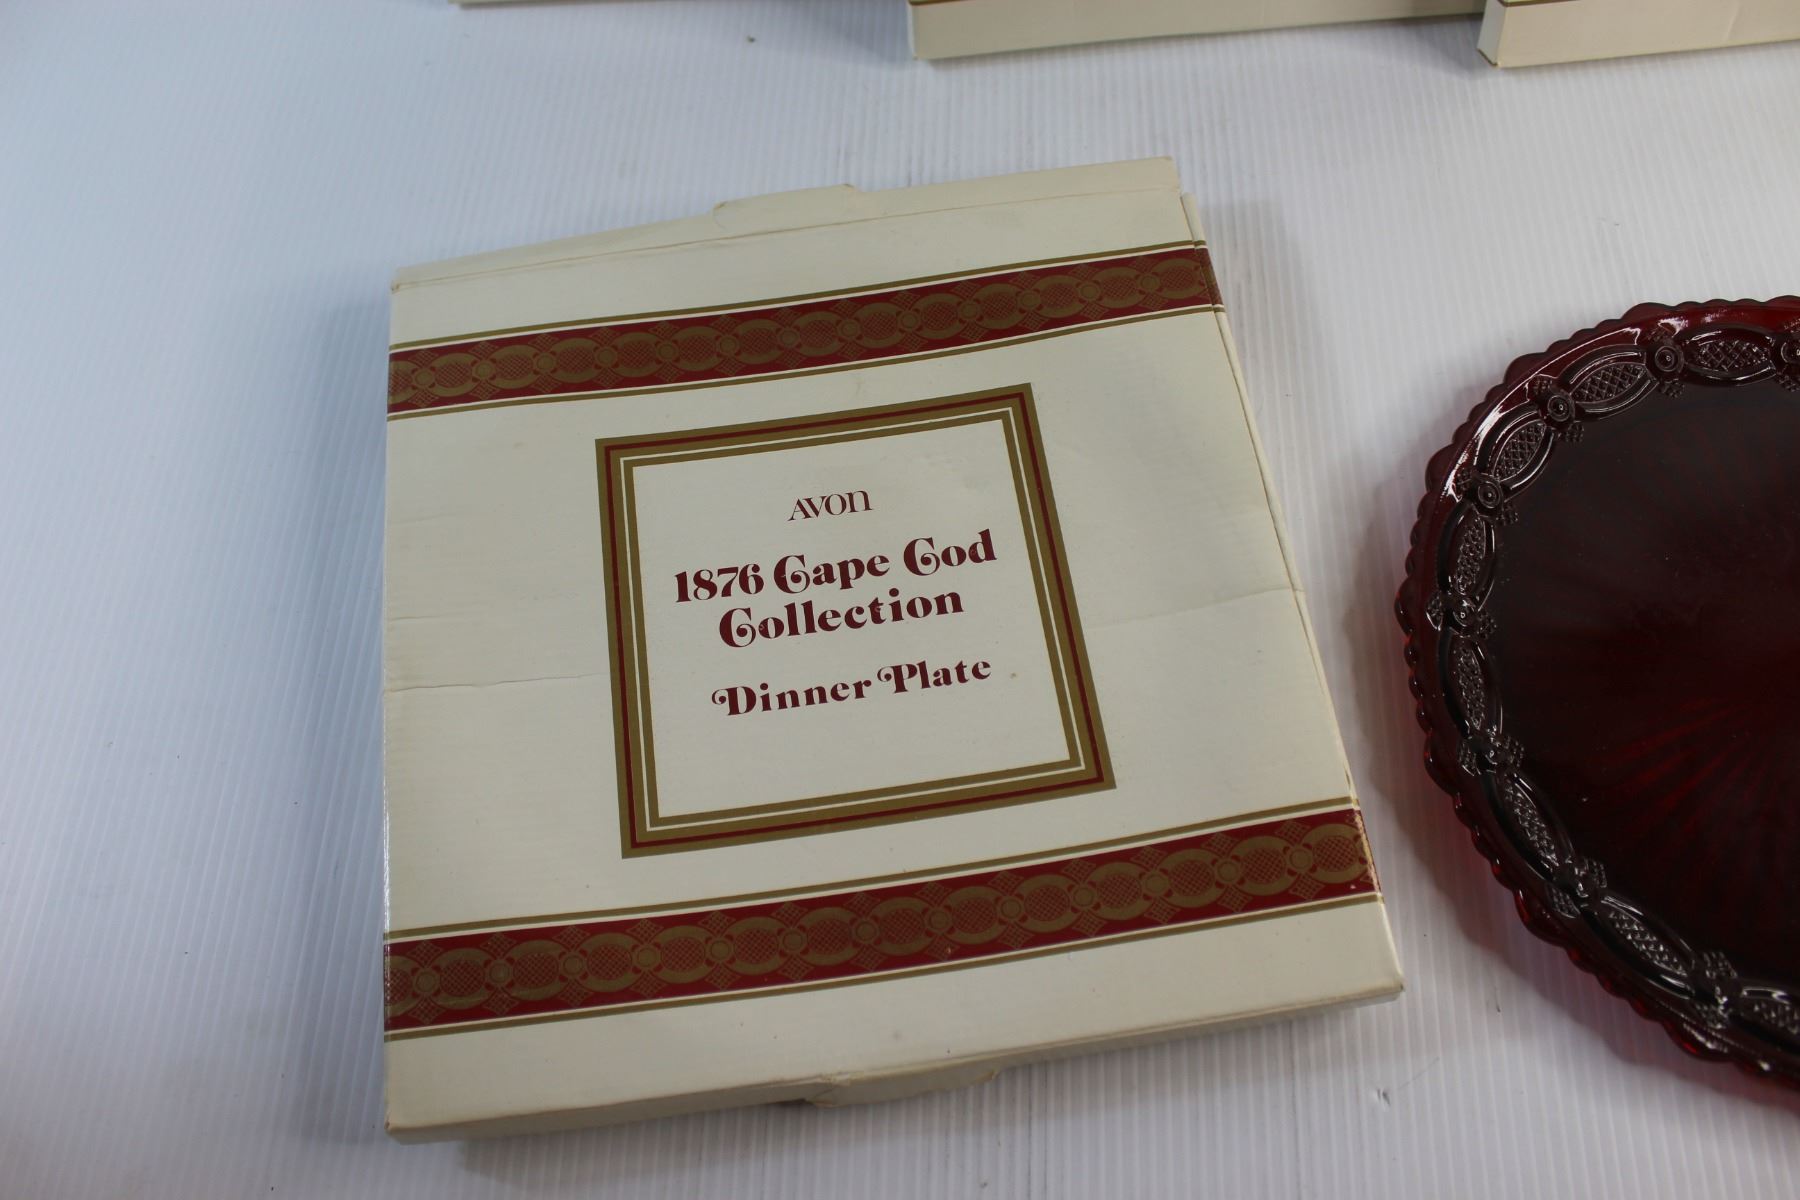 AVON
1876 Cape Cod
Collection
Dinner Plate